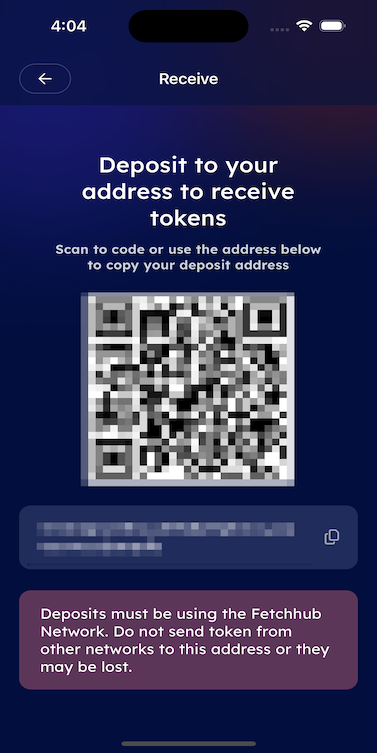 4:04
Receive
Deposit to your
address to receive
tokens
Scan to code or use the address below
to copy your deposit address
Deposits must be using the Fetchhub
Network. Do not send token from
other networks to this address or they
may be lost.